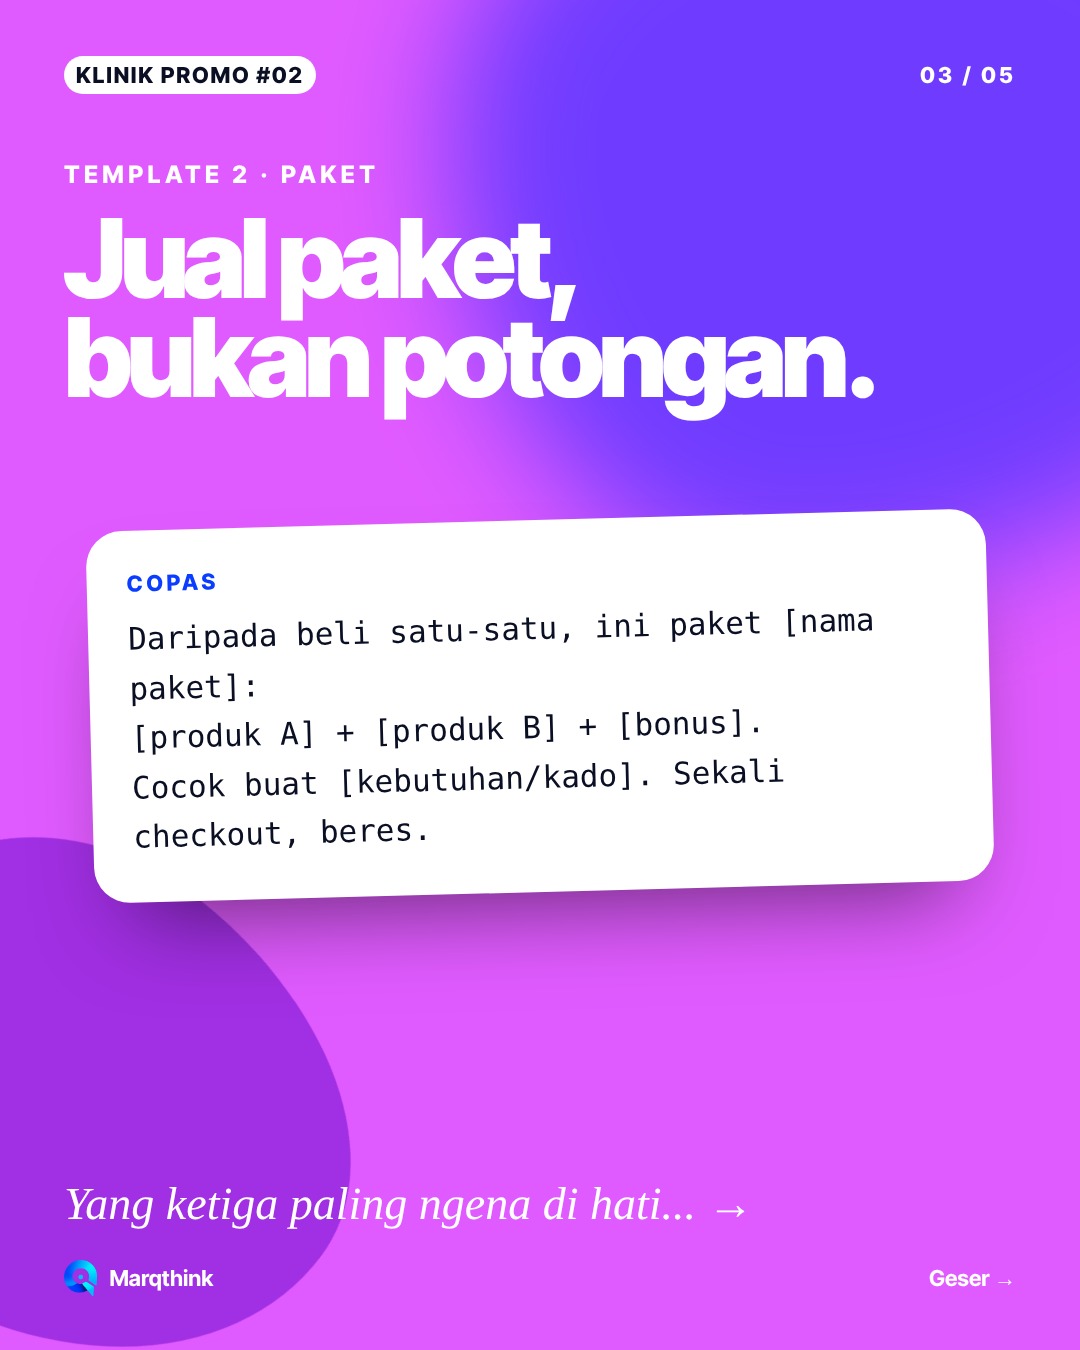 KLINIK PROMO #02
03 / 05
TEMPLATE 2 · PAKET
Jual paket,
bukan potongan.
COPAS
Daripada beli satu-satu, ini paket [nama
paket]:
[produk A] + [produk B] + [bonus].
Cocok buat [kebutuhan/kado]. Sekali
checkout, beres.
Yang ketiga paling ngena di hati... →
Marqthink
Geser →